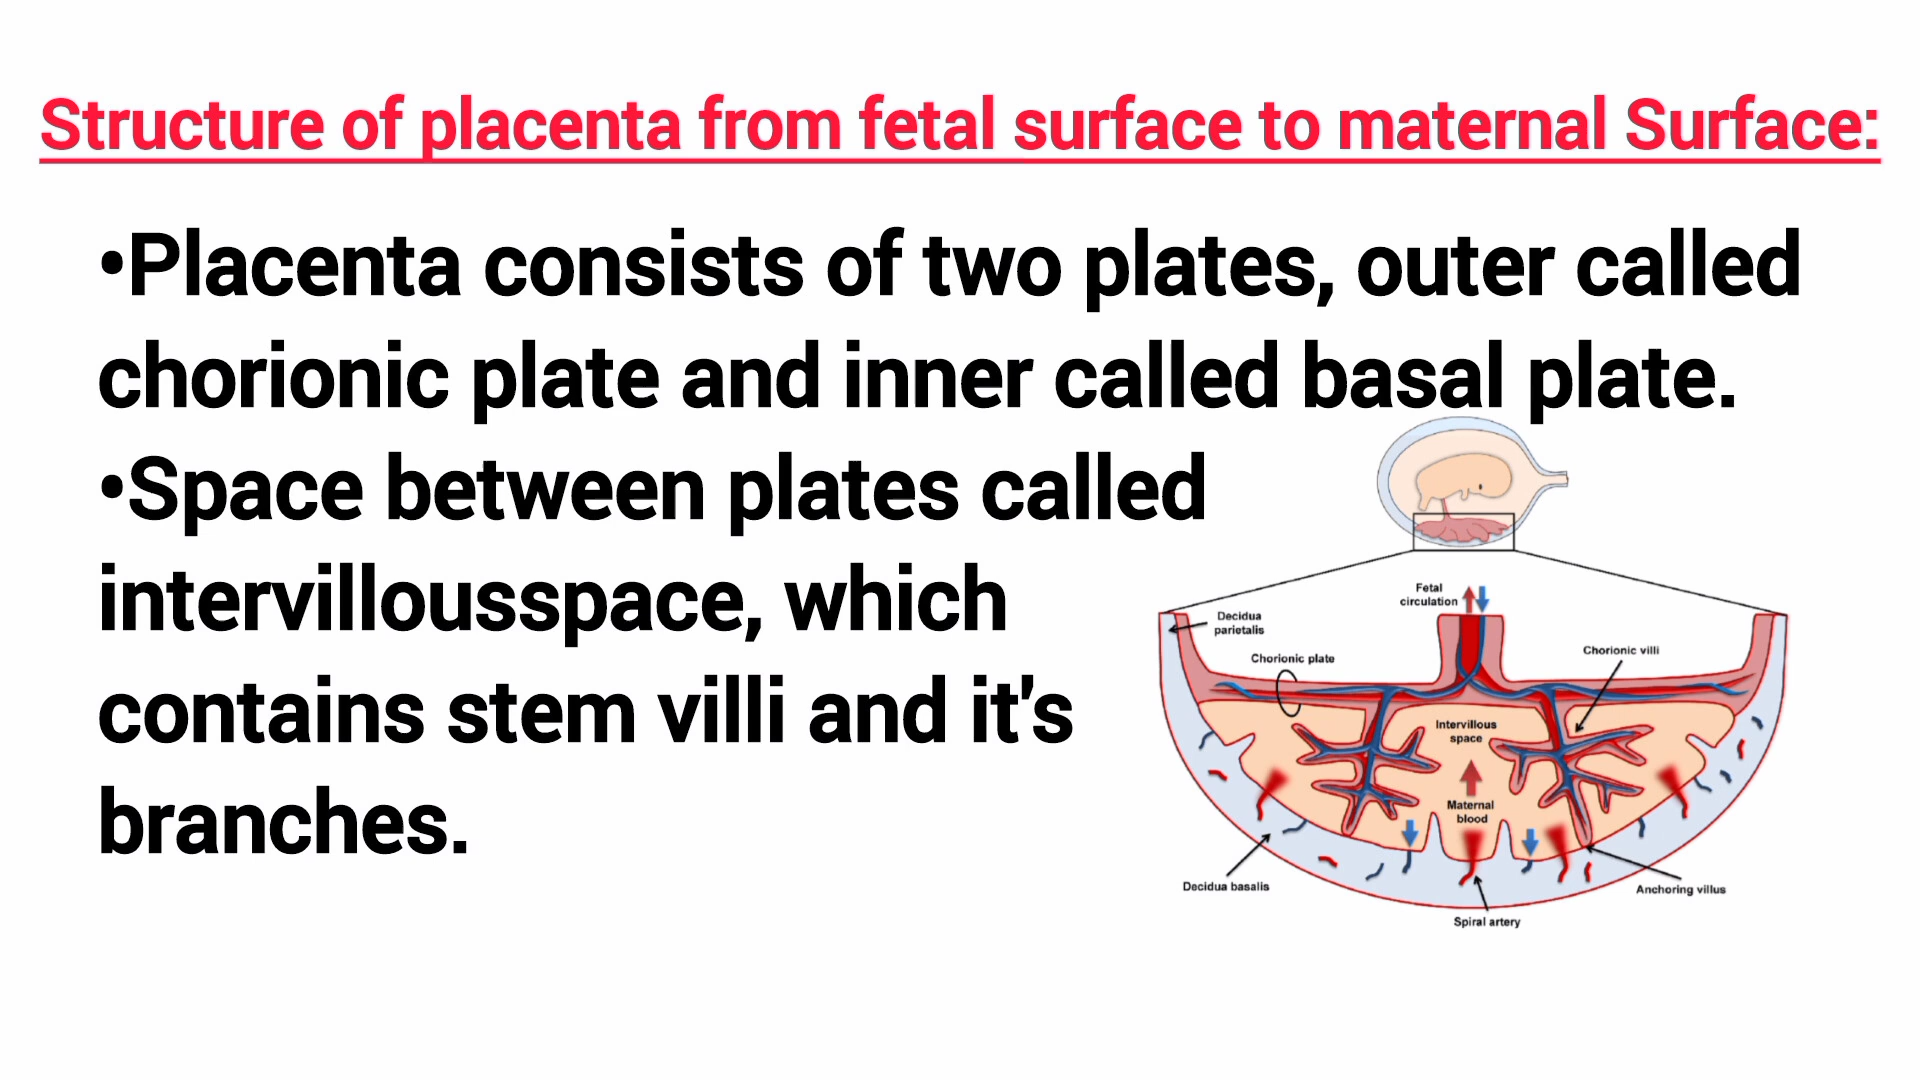 Structure of placenta from fetal surface to maternal Surface:
•Placenta consists of two plates, outer called
chorionic plate and inner called basal plate.
•Space between plates called
intervillousspace, which
contains stem villi and it's
branches.
Fetal
circulation
Decidua
parietalis
Chorionic plate
Chorionic villi
Intervillous
space
Maternal
blood
Decidua basalis
Anchoring villus
Spiral artery